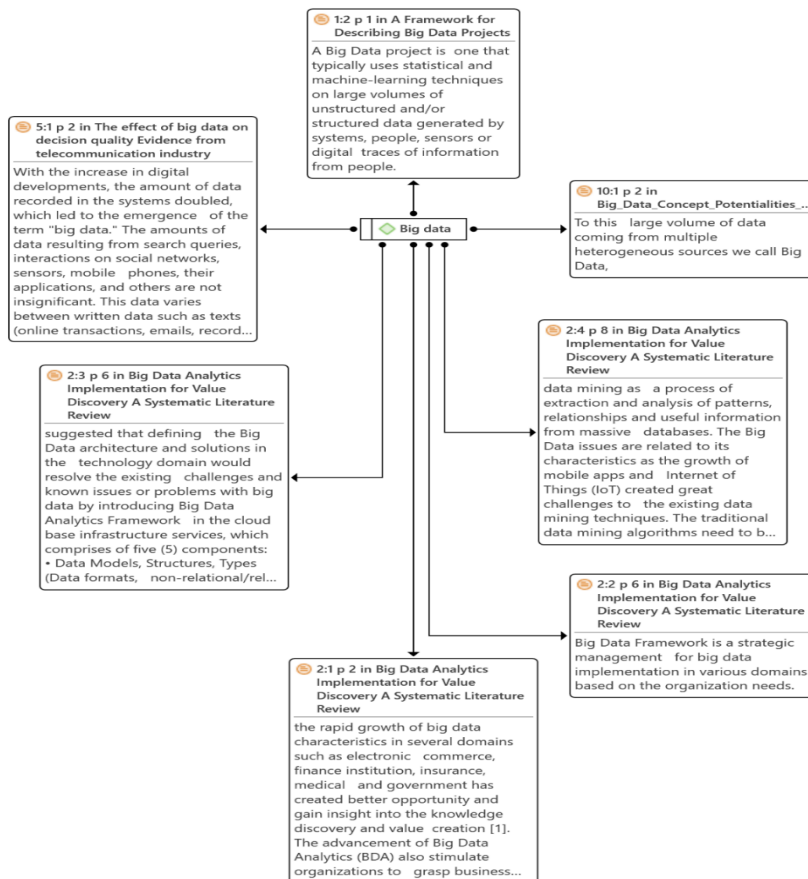 1:2 p 1 in A Framework for
Describing Big Data Projects
A Big Data project is one that
typically uses statistical and
machine-learning techniques
on large volumes of
unstructured and/or
structured data generated by
systems, people, sensors or
digital traces of information
from people.
5:1 p 2 in The effect of big data on
decision quality Evidence from
telecommunication industry
With the increase in digital
developments, the amount of data
recorded in the systems doubled,
which led to the emergence of the
term "big data." The amounts of
data resulting from search queries,
interactions on social networks,
sensors, mobile phones, their
applications, and others are not
insignificant. This data varies
between written data such as texts
(online transactions, emails, record...
Big data
10:1 p 2 in
Big_Data_Concept_Potentialities_...
To this large volume of data
coming from multiple
heterogeneous sources we call Big
Data,
2:3 p 6 in Big Data Analytics
Implementation for Value
Discovery A Systematic Literature
Review
suggested that defining the Big
Data architecture and solutions in
the technology domain would
resolve the existing challenges and
known issues or problems with big
data by introducing Big Data
Analytics Framework in the cloud
base infrastructure services, which
comprises of five (5) components:
• Data Models, Structures, Types
(Data formats, non-relational/rel...
2:4 p 8 in Big Data Analytics
Implementation for Value
Discovery A Systematic Literature
Review
data mining as a process of
extraction and analysis of patterns,
relationships and useful information
from massive databases. The Big
Data issues are related to its
characteristics as the growth of
mobile apps and Internet of
Things (IoT) created great
challenges to the existing data
mining techniques. The traditional
data mining algorithms need to b...
2:2 p 6 in Big Data Analytics
Implementation for Value
Discovery A Systematic Literature
Review
Big Data Framework is a strategic
management for big data
implementation in various domains
based on the organization needs.
2:1 p 2 in Big Data Analytics
Implementation for Value
Discovery A Systematic Literature
Review
the rapid growth of big data
characteristics in several domains
such as electronic commerce,
finance institution, insurance,
medical and government has
created better opportunity and
gain insight into the knowledge
discovery and value creation [1].
The advancement of Big Data
Analytics (BDA) also stimulate
organizations to grasp business...